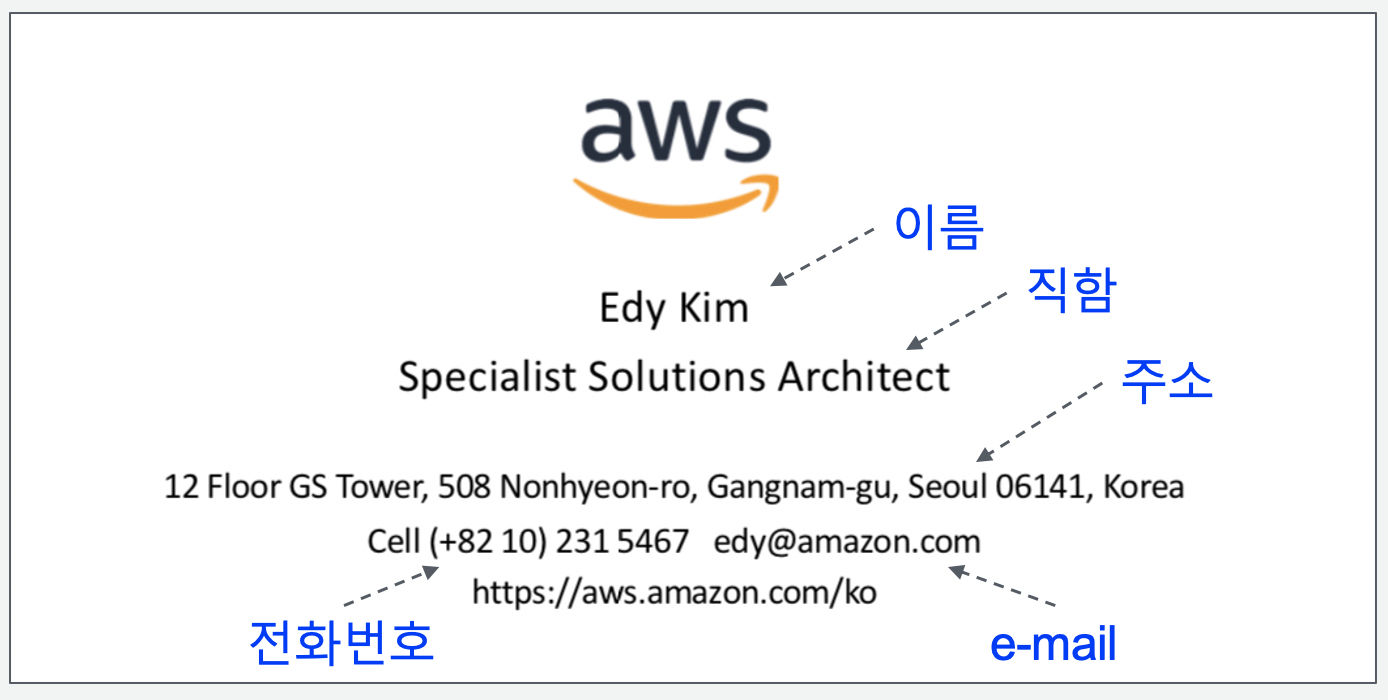 aws
이름
Edy Kim
직함
Specialist Solutions Architect
주소
12 Floor GS Tower, 508 Nonhyeon-ro, Gangnam-gu, Seoul 06141, Korea
Cell (+82 10) 231 5467 edy@amazon.com
https://aws.amazon.com/ko
전화번호 e-mail